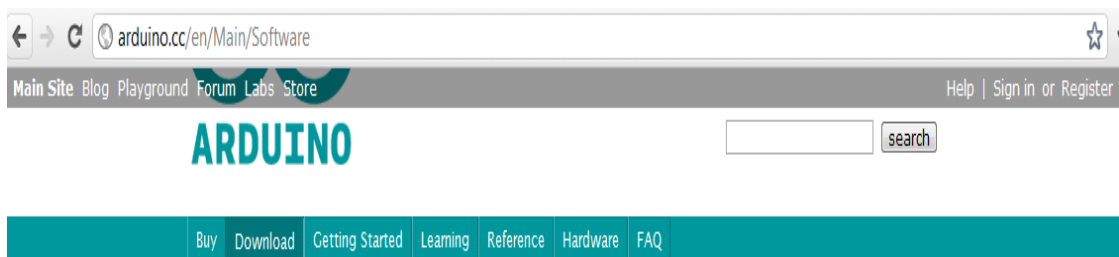 arduino.cc/en/Main/Software
Main Site Blog Playground Forum Labs Store Help | Sign in or Register
ARDUINO
search
Buy Download Getting Started Learning Reference Hardware FAQ